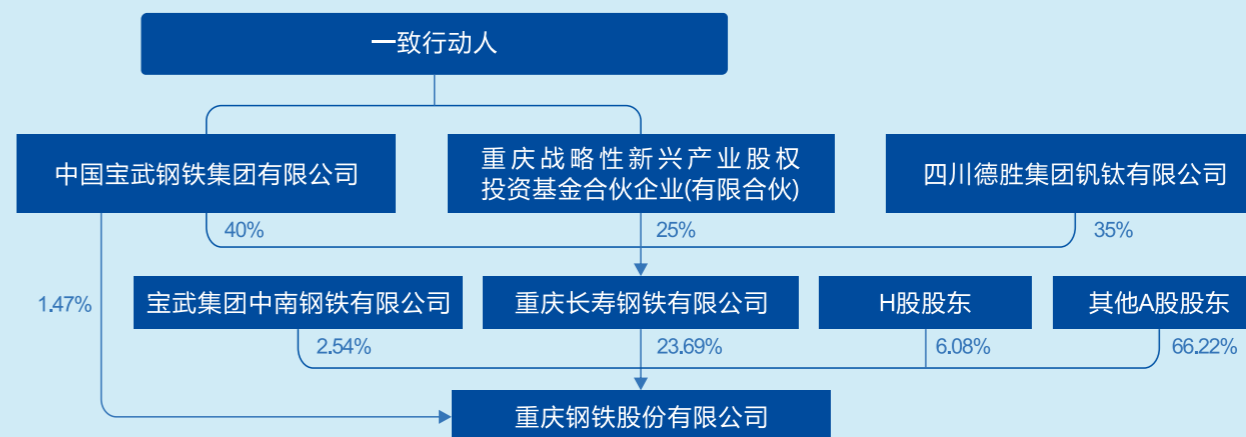 一致行动人
中国宝武钢铁集团有限公司
重庆战略性新兴产业股权
投资基金合伙企业(有限合伙)
四川德胜集团钒钛有限公司
40%
25%
35%
1.47%
宝武集团中南钢铁有限公司
重庆长寿钢铁有限公司
H股股东
其他A股股东
2.54%
23.69%
6.08%
66.22%
重庆钢铁股份有限公司